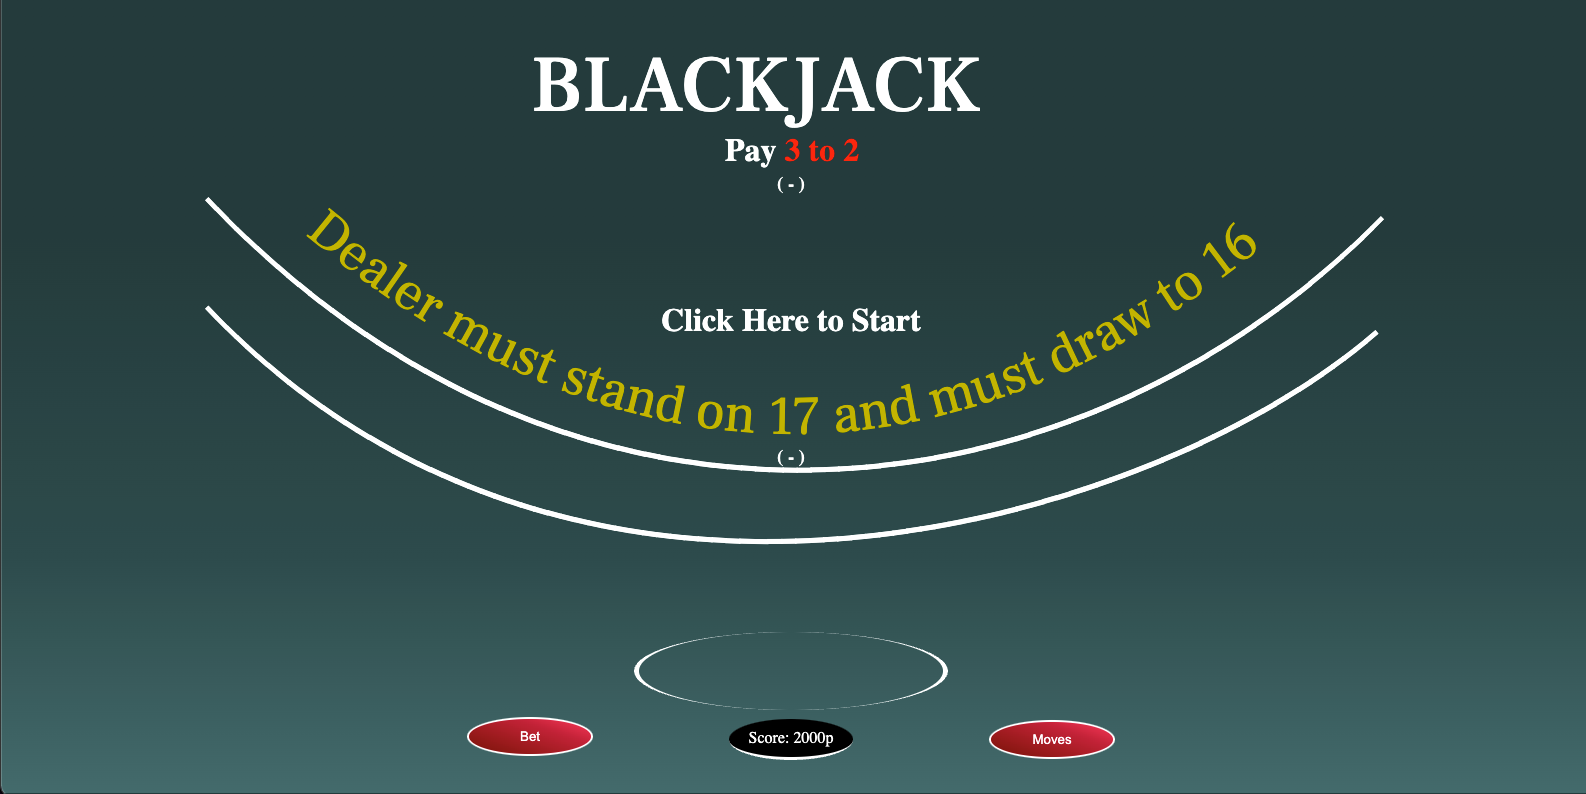 BLACKJACK
Pay 3 to 2
( - )
Dealer must stand on 17 and must draw to 16
Click Here to Start
( - )
Bet
Score: 2000p
Moves